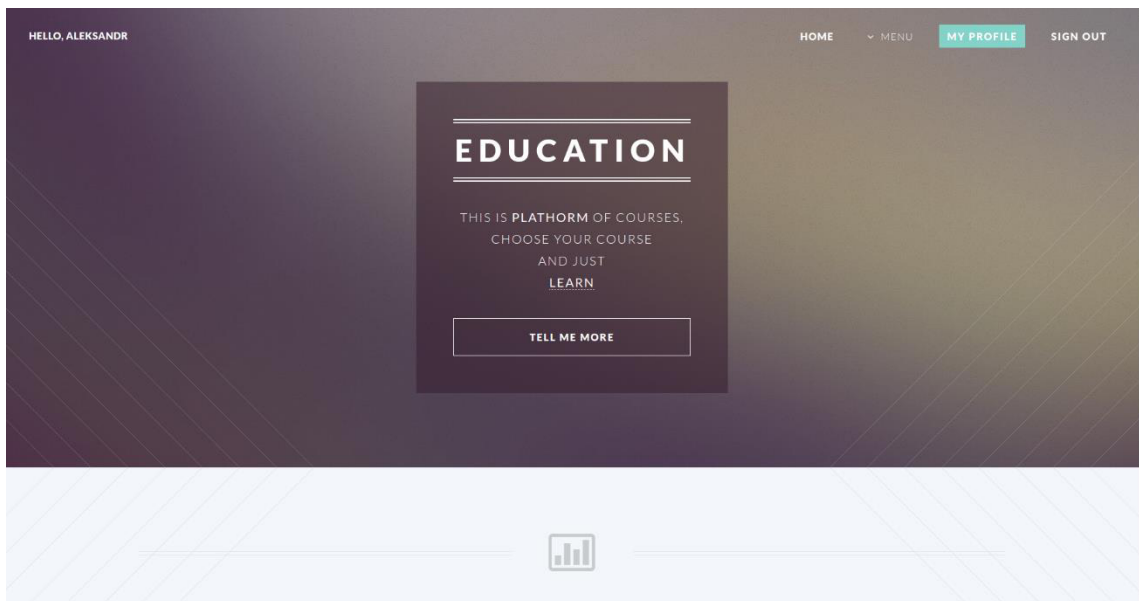 HELLO, ALEKSANDR
HOME MENU MY PROFILE SIGN OUT
EDUCATION
THIS IS PLATHORM OF COURSES,
CHOOSE YOUR COURSE
AND JUST
LEARN
TELL ME MORE